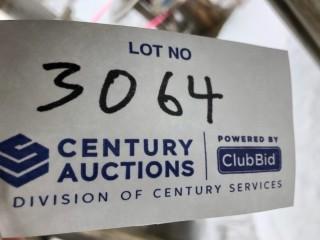 LOT NO
3064
CENTURY AUCTIONS
POWERED BY
ClubBid
DIVISION OF CENTURY SERVICES